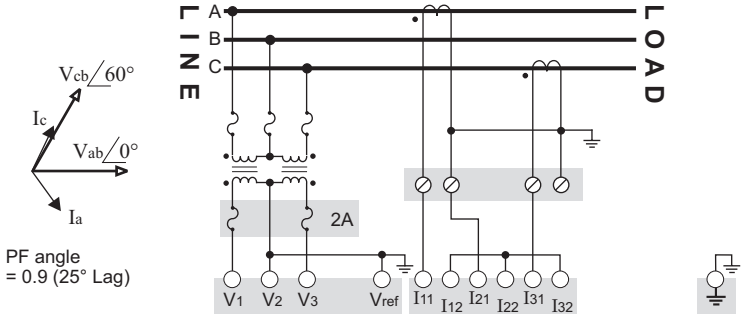 A
B
C
LINE
LOAD
Vcb/60°
Ic
Vab/0°
Ia
PF angle
= 0.9 (25° Lag)
2A
V1 V2 V3 Vref I11 I12 I21 I22 I31 I32